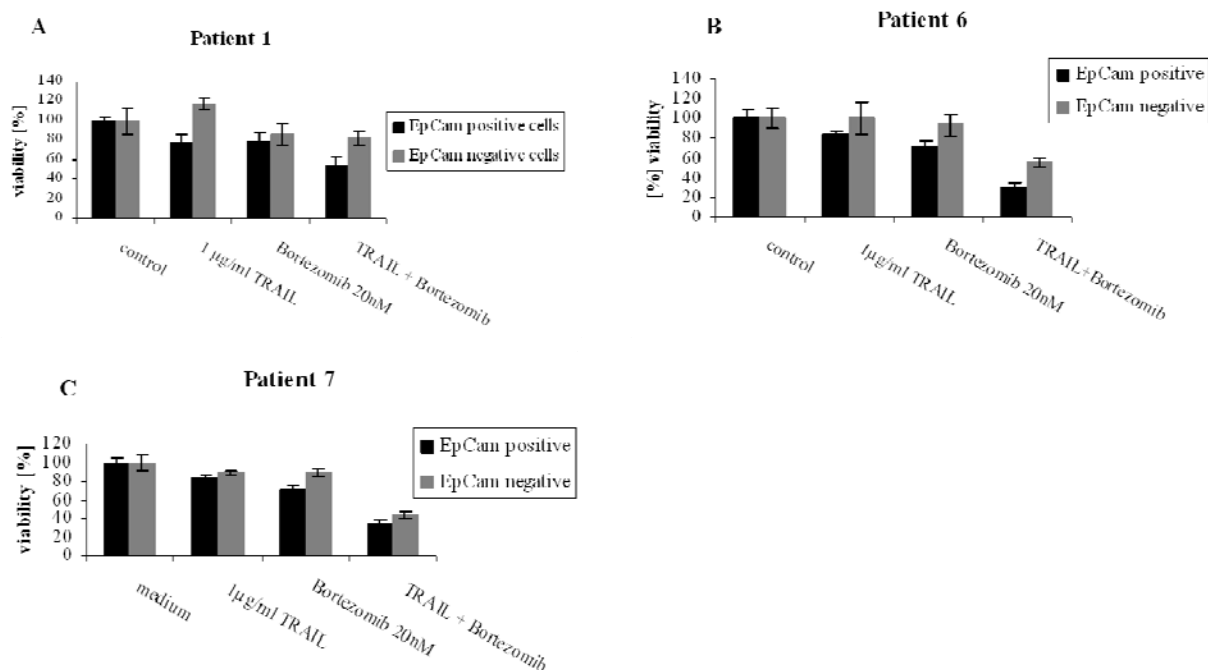 A
Patient 1
viability [%]
140
120
100
80
60
40
20
0
control
1 µg/ml TRAIL
Bortezomib 20nM
TRAIL + Bortezomib
EpCam positive cells
EpCam negative cells
B
Patient 6
[%] viability
140
120
100
80
60
40
20
0
control
1µg/ml TRAIL
Bortezomib 20nM
TRAIL+Bortezomib
EpCam positive
EpCam negative
C
Patient 7
viability [%]
120
100
80
60
40
20
0
medium
1µg/ml TRAIL
Bortezomib 20nM
TRAIL + Bortezomib
EpCam positive
EpCam negative